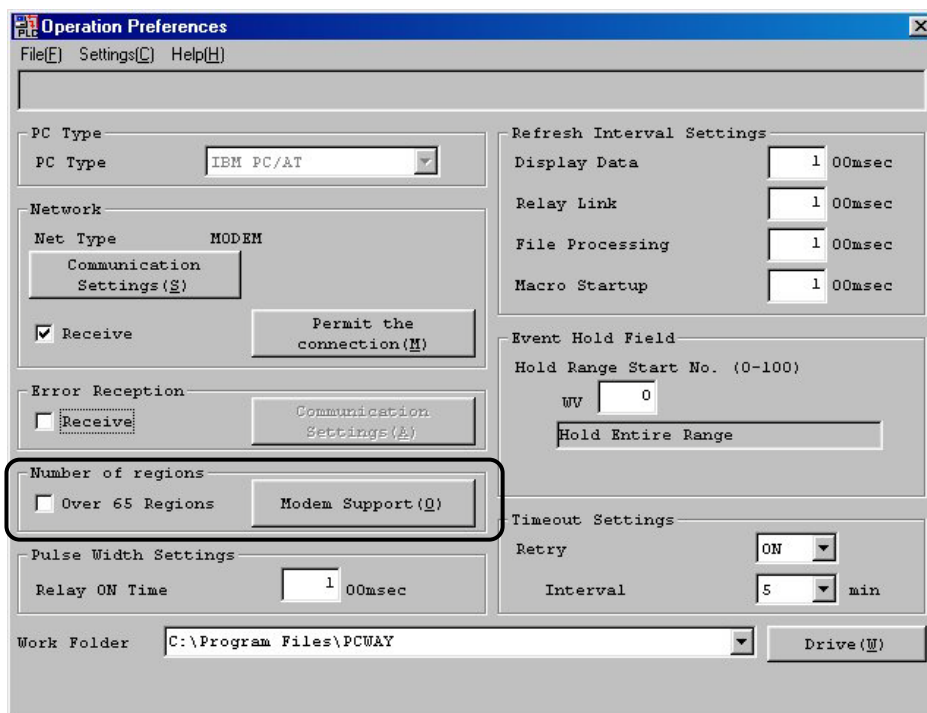 PLC Operation Preferences
File(F) Settings(C) Help(H)
PC Type
PC Type IBM PC/AT
Network
Net Type MODEM
Communication
Settings(S)
Receive
Permit the
connection(M)
Error Reception
Receive
Communication
Settings(A)
Number of regions
Over 65 Regions Modem Support(O)
Pulse Width Settings
Relay ON Time 1 00msec
Refresh Interval Settings
Display Data 1 00msec
Relay Link 1 00msec
File Processing 1 00msec
Macro Startup 1 00msec
Event Hold Field
Hold Range Start No. (0-100)
WV 0
Hold Entire Range
Timeout Settings
Retry ON
Interval 5 min
Work Folder C:\Program Files\PCWAY Drive(W)